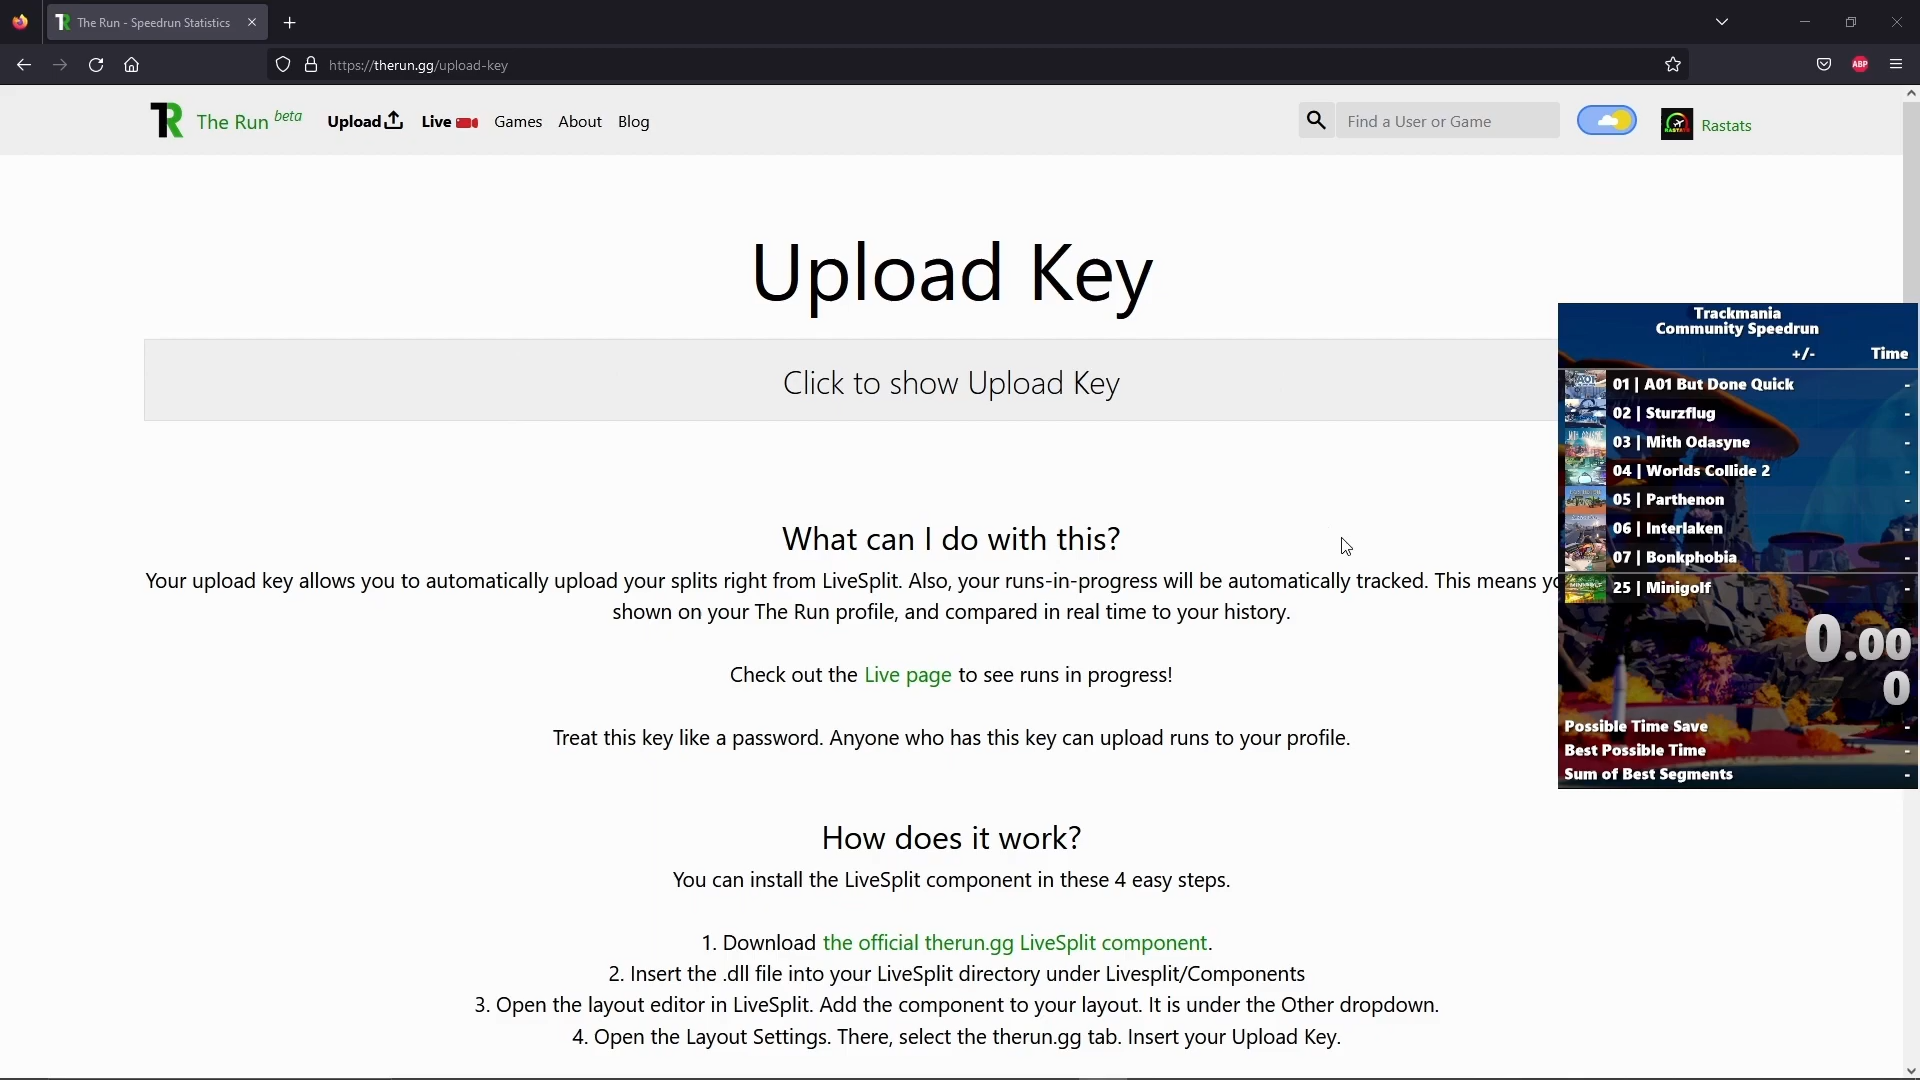 The Run - Speedrun Statistics
https://therun.gg/upload-key
ABP
TR The Run beta Upload Live Games About Blog Find a User or Game Rastats
Upload Key
Click to show Upload Key
What can I do with this?
Your upload key allows you to automatically upload your splits right from LiveSplit. Also, your runs-in-progress will be automatically tracked. This means
shown on your The Run profile, and compared in real time to your history.
Check out the Live page to see runs in progress!
Treat this key like a password. Anyone who has this key can upload runs to your profile.
How does it work?
You can install the LiveSplit component in these 4 easy steps.
1. Download the official therun.gg LiveSplit component.
2. Insert the .dll file into your LiveSplit directory under Livesplit/Components
3. Open the layout editor in LiveSplit. Add the component to your layout. It is under the Other dropdown.
4. Open the Layout Settings. There, select the therun.gg tab. Insert your Upload Key.
Trackmania
Community Speedrun
+/- Time
01 | A01 But Done Quick -
02 | Sturzflug -
03 | Mith Odasyne -
04 | Worlds Collide 2 -
05 | Parthenon -
06 | Interlaken -
07 | Bonkphobia -
25 | Minigolf -
0.00
0
Possible Time Save -
Best Possible Time -
Sum of Best Segments -